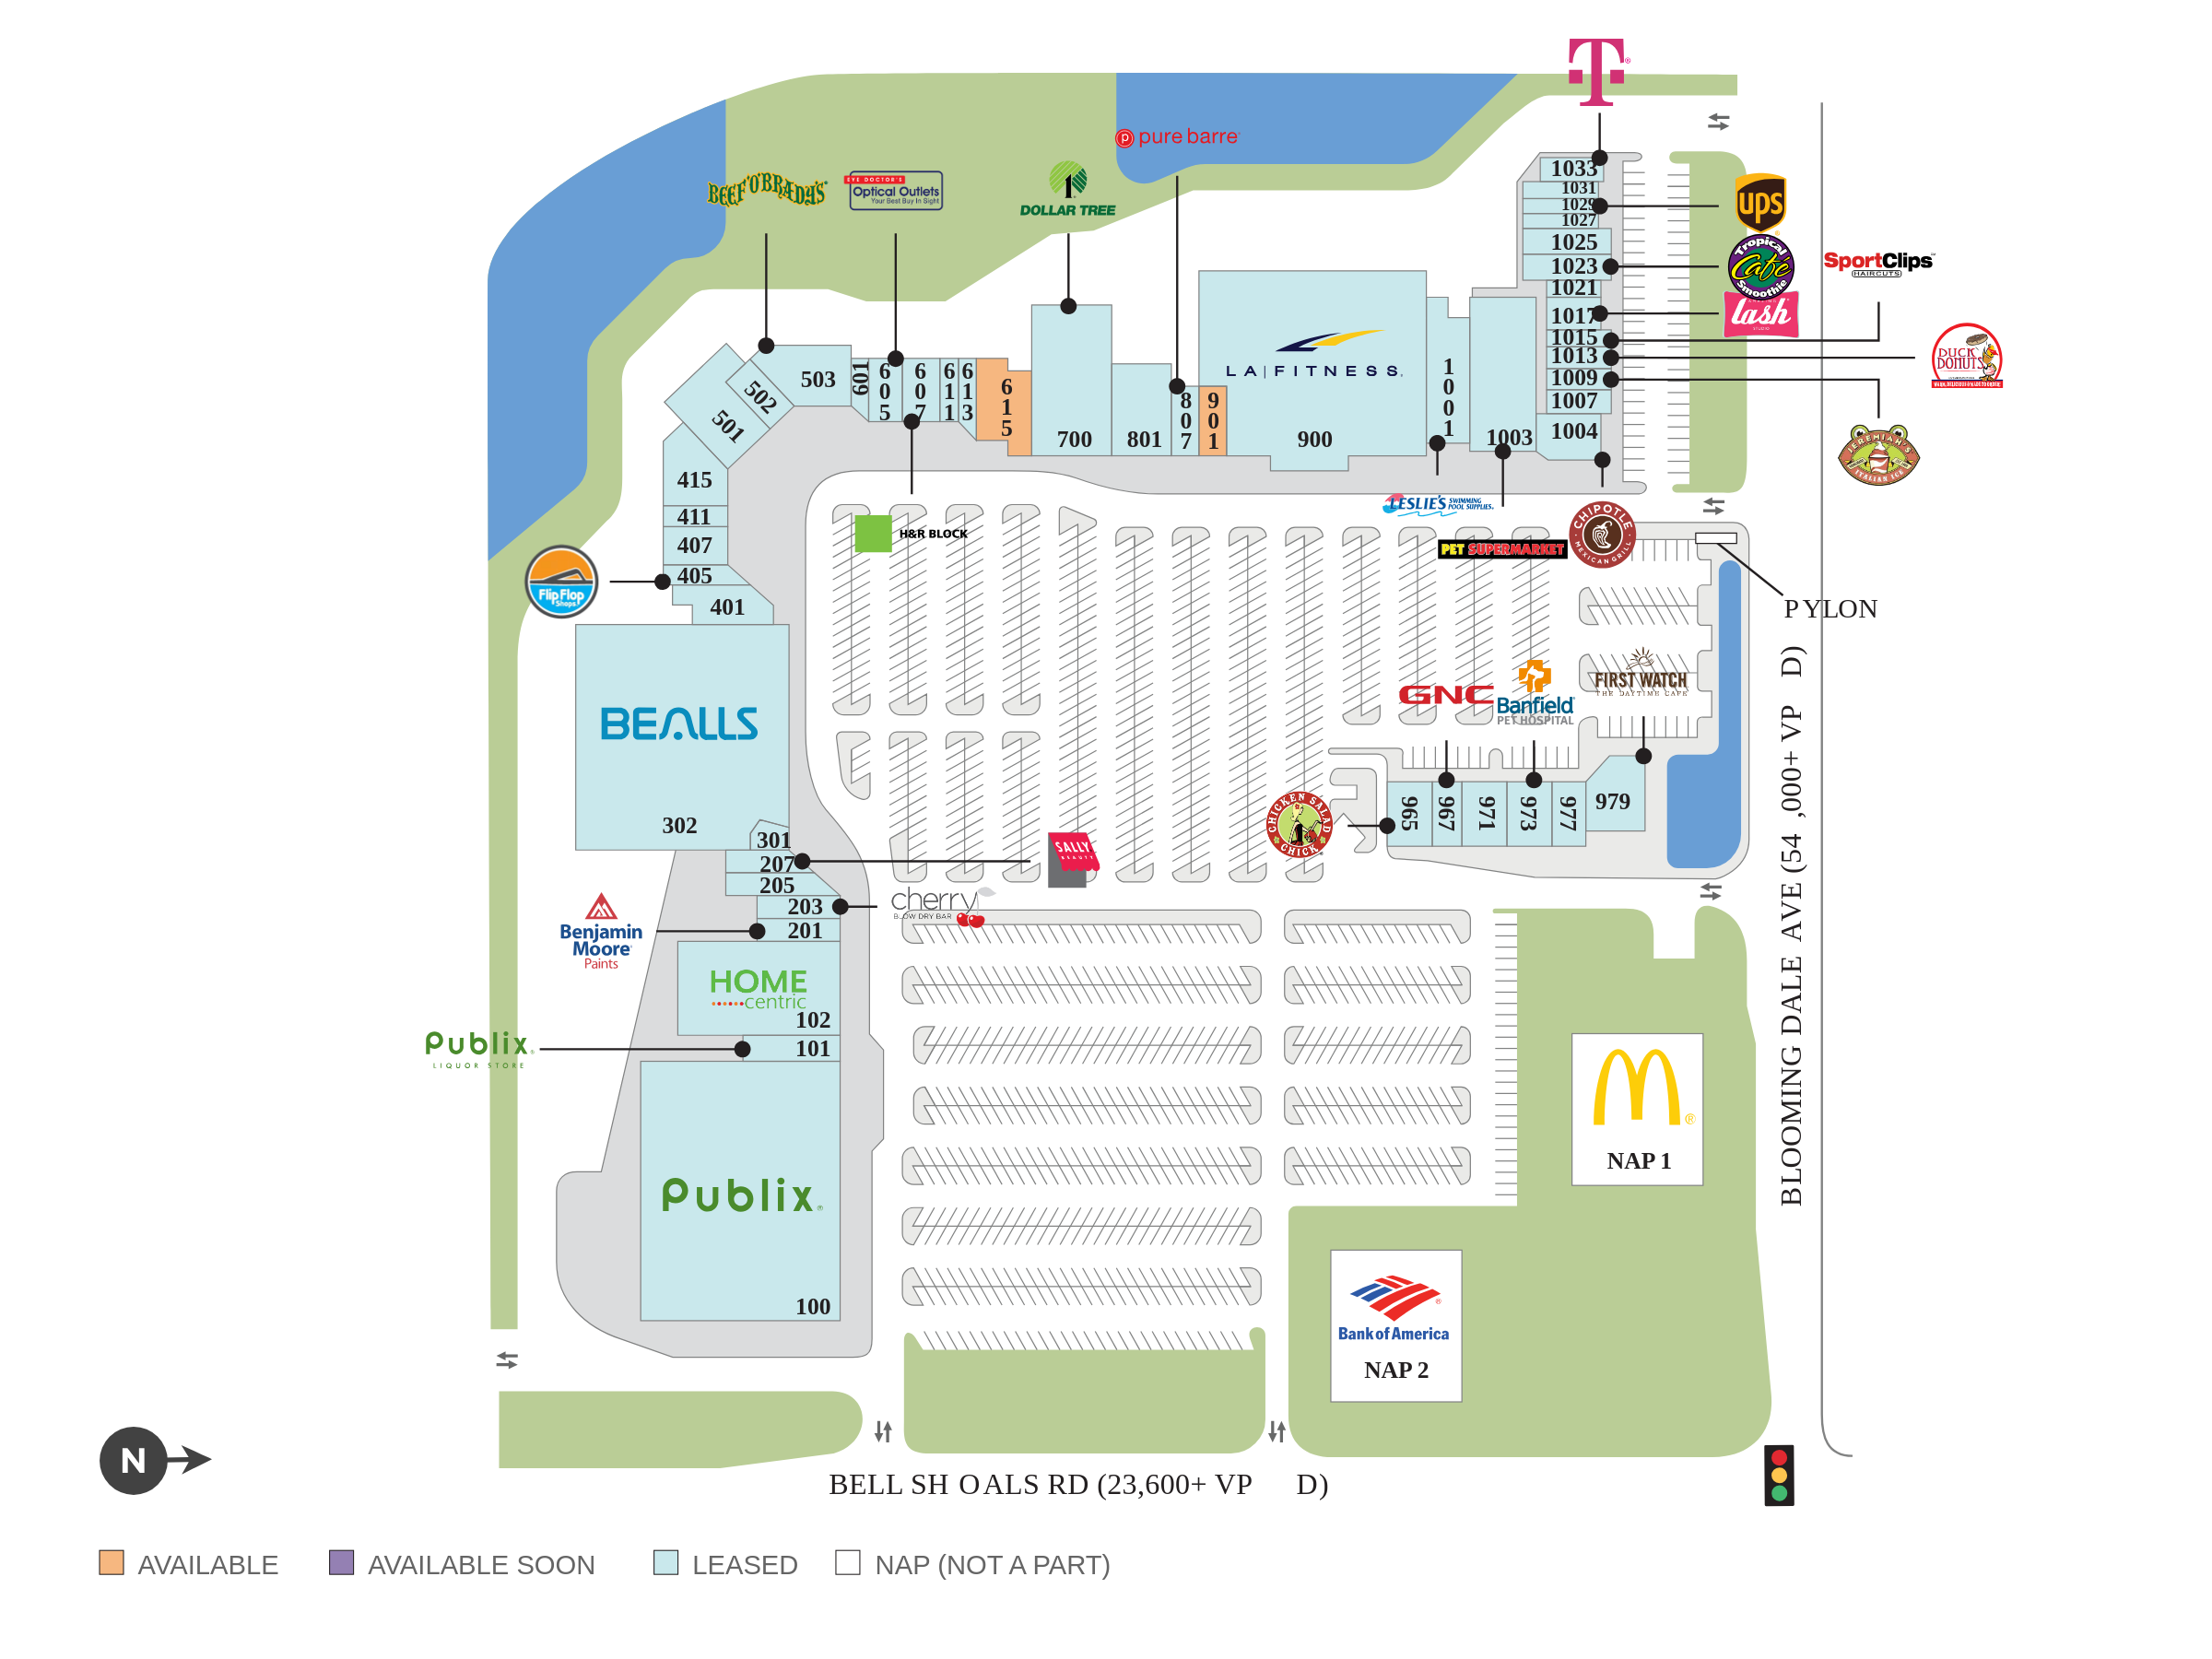 T
pure barre
BEEF'O'BRADY'S
EYE DOCTOR'S
Optical Outlets
Your Best Buy In Sight
DOLLAR TREE
1033
1031
1029
1027
1025
1023
1021
1017
1015
1013
1009
1007
1004
ups
Tropical
Smoothie
Café
lash
STUDIO
SportClips
HAIRCUTS
DUCK
DONUTS
JEREMIAH'S
ITALIAN ICE
503
502
501
601
605
607
611
613
615
700
801
807
901
LA FITNESS.
900
1001
1003
415
411
407
405
401
Flip Flop
Shops
H&R BLOCK
LESLIE'S SWIMMING
POOL SUPPLIES.
PET SUPERMARKET
CHIPOTLE
MEXICAN GRILL
PYLON
BEALLS
302
301
207
205
203
201
GNC
Banfield
PET HOSPITAL
FIRST WATCH
THE DAYTIME CAFE
965
967
971
973
977
979
CHICKEN SALAD
CHICK
SALLY
BEAUTY
cherry
BLOW DRY BAR
Benjamin
Moore
Paints
HOME
centric
102
101
Publix
LIQUOR STORE
Publix
100
BLOOMING DALE AVE (54 ,000+ VP D)
NAP 1
Bank of America
NAP 2
N
BELL SH OALS RD (23,600+ VP D)
AVAILABLE
AVAILABLE SOON
LEASED
NAP (NOT A PART)